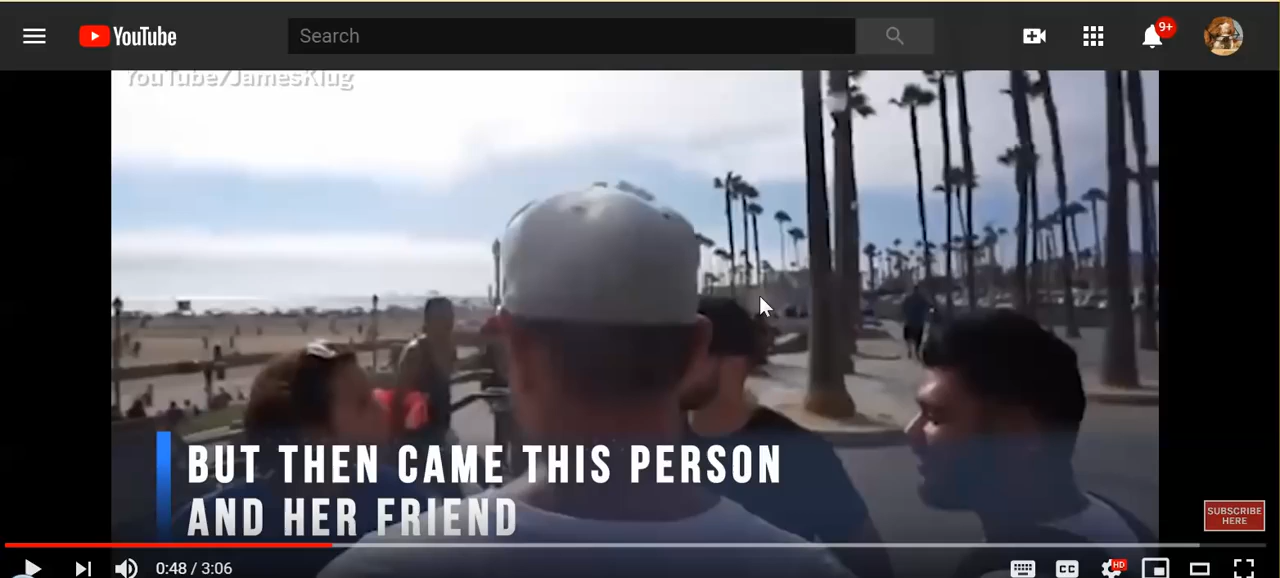 YouTube
Search
9+
YouTube/JamesKlug
BUT THEN CAME THIS PERSON
AND HER FRIEND
SUBSCRIBE
HERE
0:48 / 3:06
CC
HD